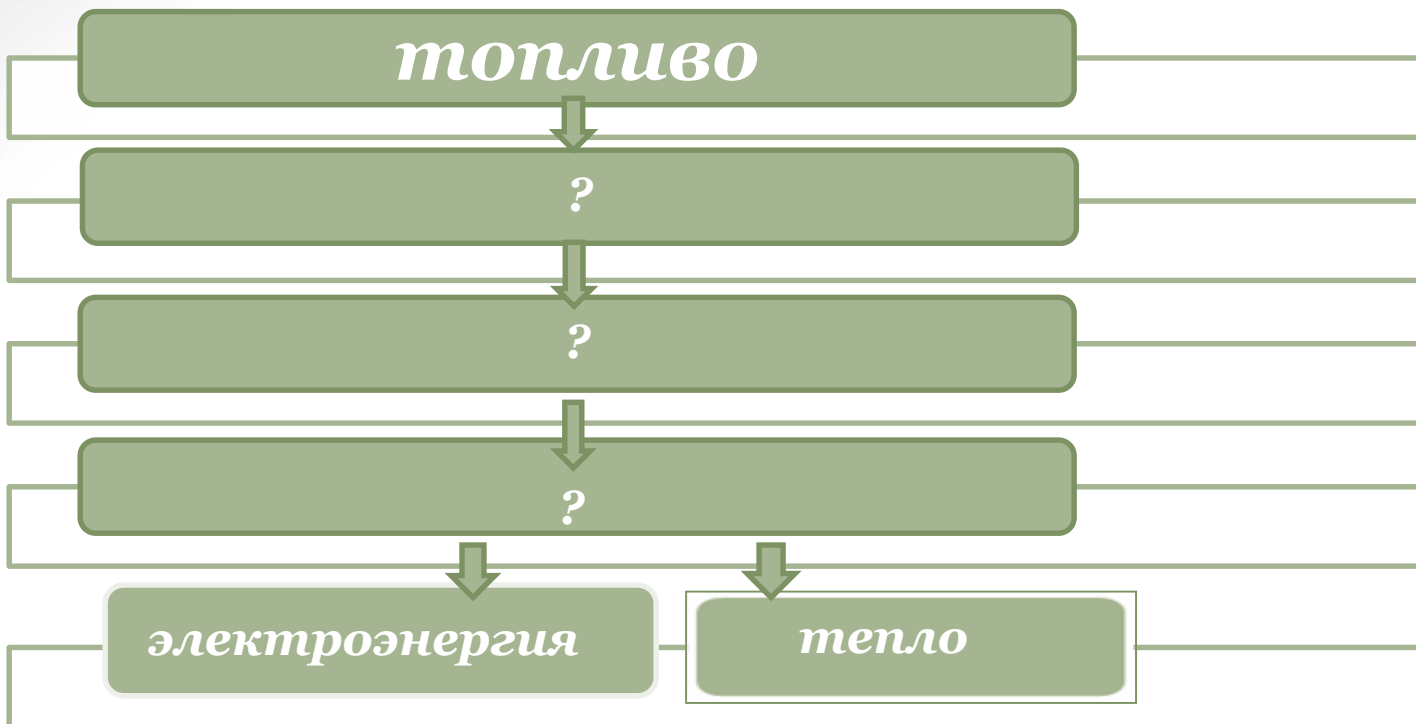 топливо
?
?
?
электроэнергия
тепло